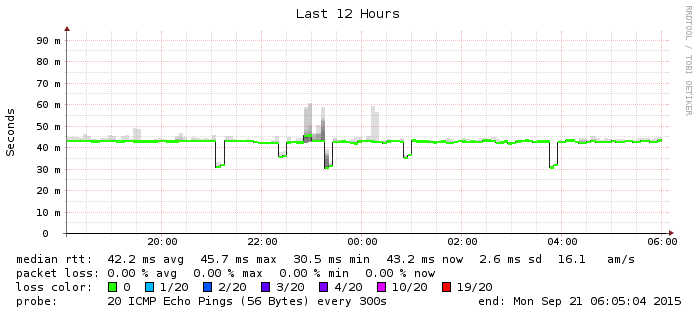 Last 12 Hours
RRDTOOL / TOBI OETIKER
Seconds
90 m
80 m
70 m
60 m
50 m
40 m
30 m
20 m
10 m
0
20:00 22:00 00:00 02:00 04:00 06:00
median rtt: 42.2 ms avg 45.7 ms max 30.5 ms min 43.2 ms now 2.6 ms sd 16.1 am/s
packet loss: 0.00 % avg 0.00 % max 0.00 % min 0.00 % now
loss color: 0 1/20 2/20 3/20 4/20 10/20 19/20
probe: 20 ICMP Echo Pings (56 Bytes) every 300s end: Mon Sep 21 06:05:04 2015